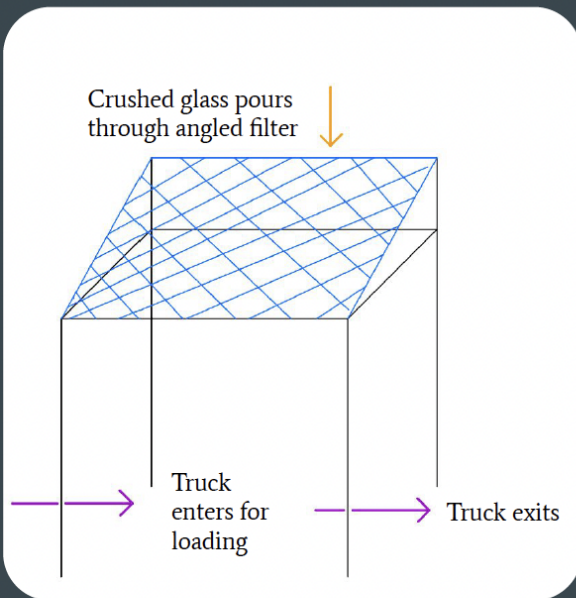 Crushed glass pours
through angled filter
Truck
enters for
loading
Truck exits